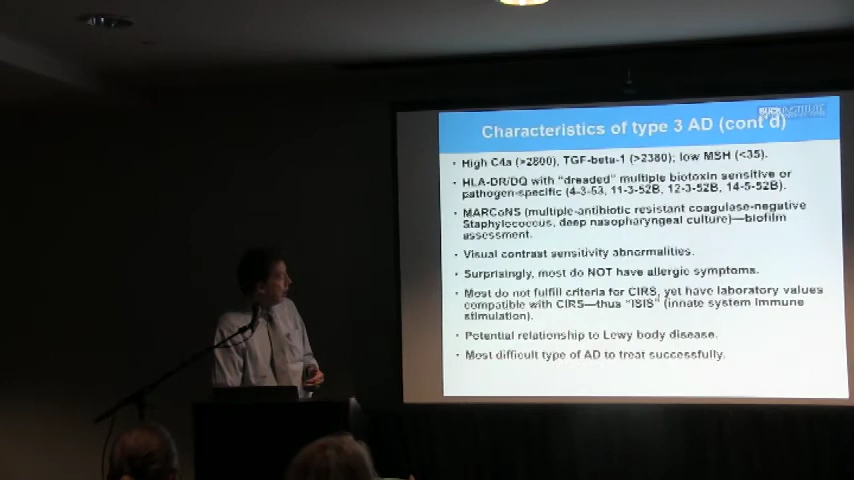 BUCK INSTITUTE
Characteristics of type 3 AD (cont'd)
• High C4a (>2800), TGF-beta-1 (>2380); low MSH (<35).
• HLA-DR/DQ with "dreaded" multiple biotoxin sensitive or
pathogen-specific (4-3-53, 11-3-52B, 12-3-52B, 14-5-52B).
• MARCoNS (multiple-antibiotic resistant coagulase-negative
Staphylococcus, deep nasopharyngeal culture)—biofilm
assessment.
• Visual contrast sensitivity abnormalities.
• Surprisingly, most do NOT have allergic symptoms.
• Most do not fulfill criteria for CIRS, yet have laboratory values
compatible with CIRS—thus "ISIS" (innate system immune
stimulation).
• Potential relationship to Lewy body disease.
• Most difficult type of AD to treat successfully.